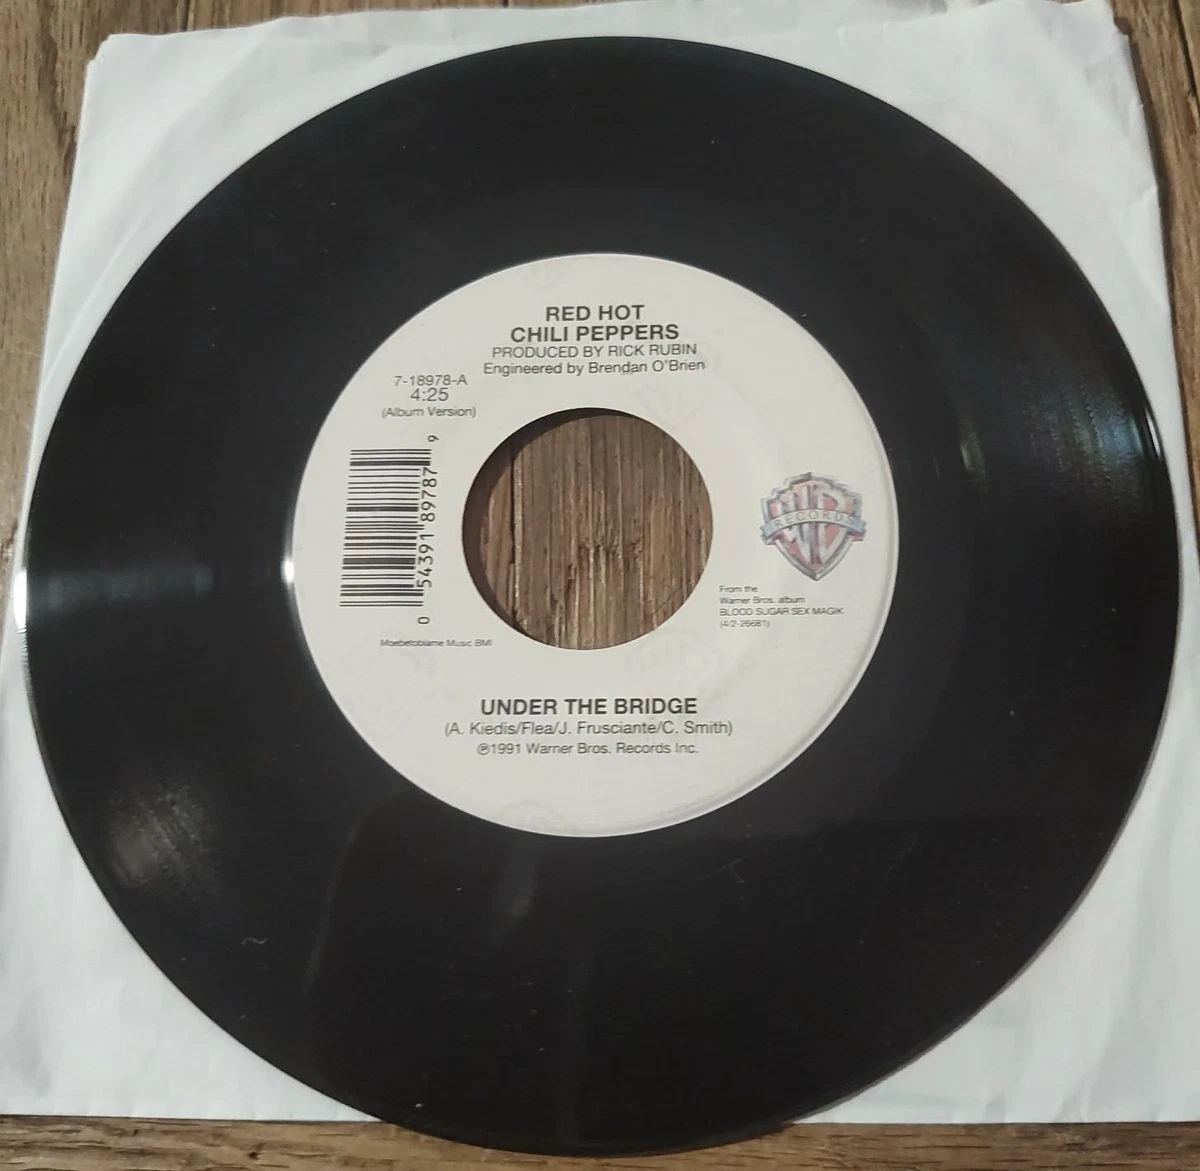 RED HOT
CHILI PEPPERS
PRODUCED BY RICK RUBIN
Engineered by Brendan O'Brien
7-18978-A
4:25
(Album Version)
0 54391 89787 9
RECORDS
From the
Warner Bros. album
BLOOD SUGAR SEX MAGIK
(4/2-26681)
Moebetoblame Music BMI
UNDER THE BRIDGE
(A. Kiedis/Flea/J. Frusciante/C. Smith)
℗1991 Warner Bros. Records Inc.